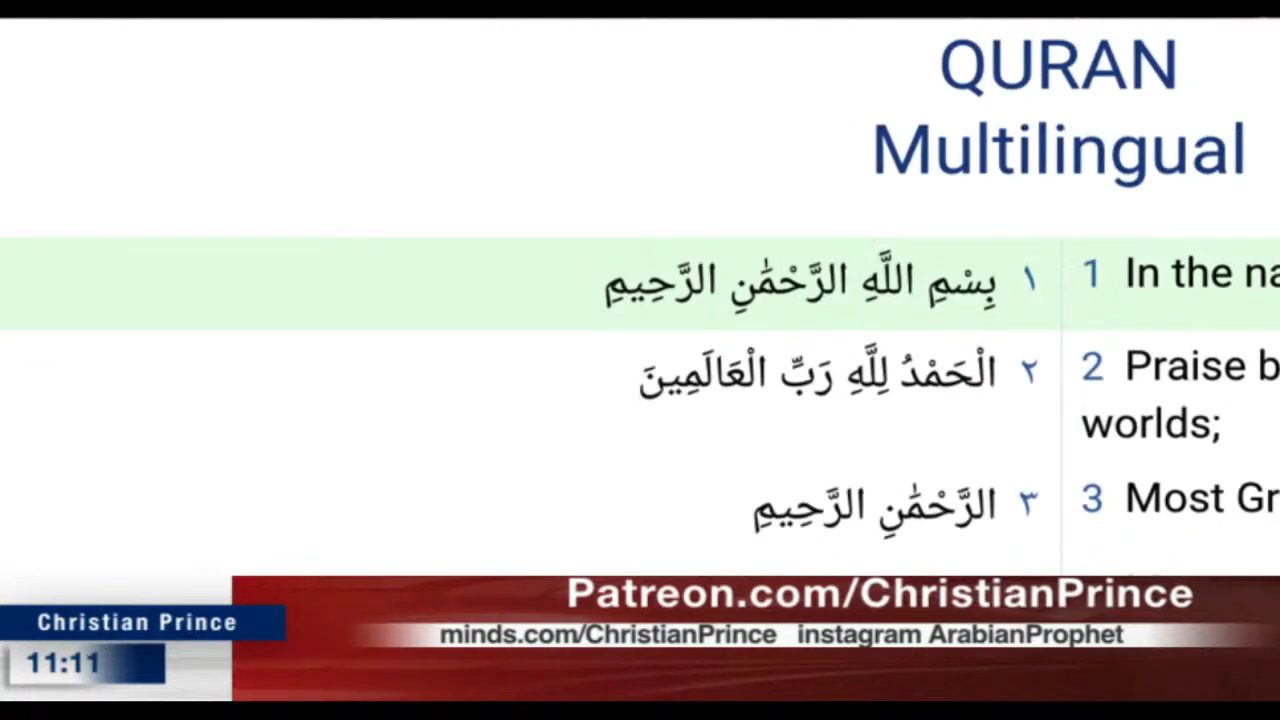 QURAN
Multilingual
١ بِسْمِ اللَّهِ الرَّحْمَٰنِ الرَّحِيمِ
1 In the na
٢ الْحَمْدُ لِلَّهِ رَبِّ الْعَالَمِينَ
2 Praise b
worlds;
٣ الرَّحْمَٰنِ الرَّحِيمِ
3 Most Gr
Patreon.com/ChristianPrince
Christian Prince
minds.com/ChristianPrince instagram ArabianProphet
11:11